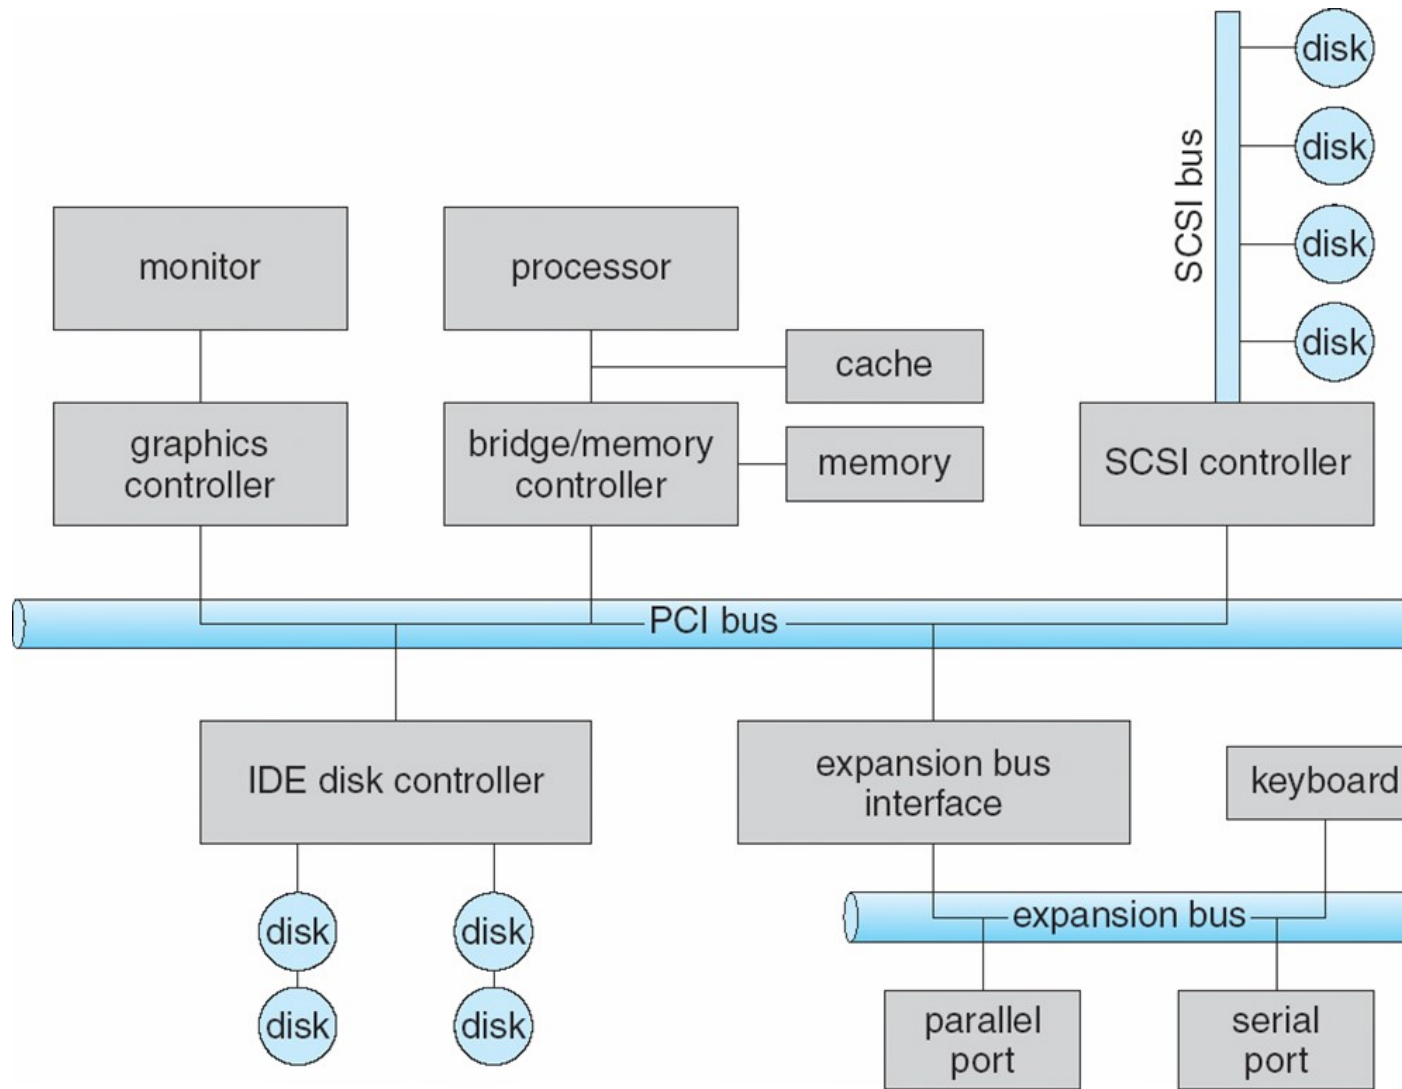 disk
disk
disk
disk
SCSI bus
monitor
processor
cache
graphics
controller
bridge/memory
controller
memory
SCSI controller
PCI bus
IDE disk controller
expansion bus
interface
keyboard
disk
disk
expansion bus
disk
disk
parallel
port
serial
port